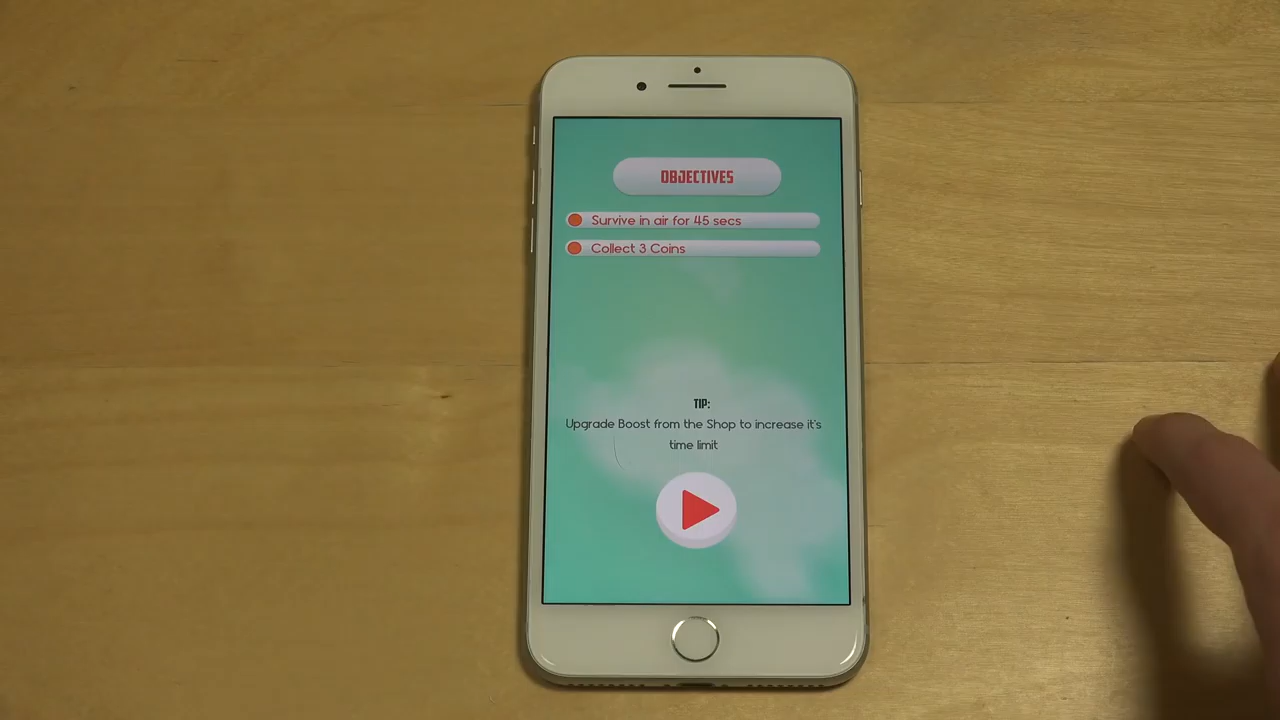 OBJECTIVES
Survive in air for 45 secs
Collect 3 Coins
TIP:
Upgrade Boost from the Shop to increase it's
time limit